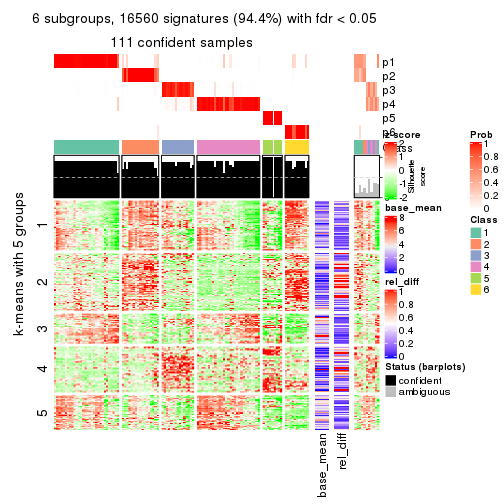 6 subgroups, 16560 signatures (94.4%) with fdr < 0.05
111 confident samples
p1
p2
p3
p4
p5
p6
z-score
Class
2
1
0
-1
-2
Silhouette
score
Prob
1
0.8
0.6
0.4
0.2
0
Class
1
2
3
4
5
6
base_mean
8
6
4
2
0
rel_diff
1
0.8
0.6
0.4
0.2
0
Status (barplots)
confident
ambiguous
k-means with 5 groups
1
2
3
4
5
base_mean
rel_diff